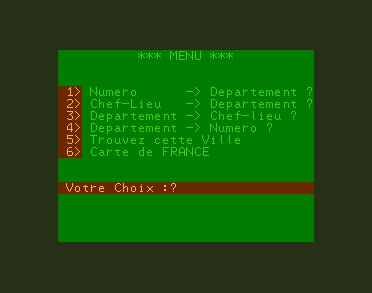 *** MENU ***
1> Numero -> Departement ?
2> Chef-Lieu -> Departement ?
3> Departement -> Chef-lieu ?
4> Departement -> Numero ?
5> Trouvez cette Ville
6> Carte de FRANCE
Votre Choix :?